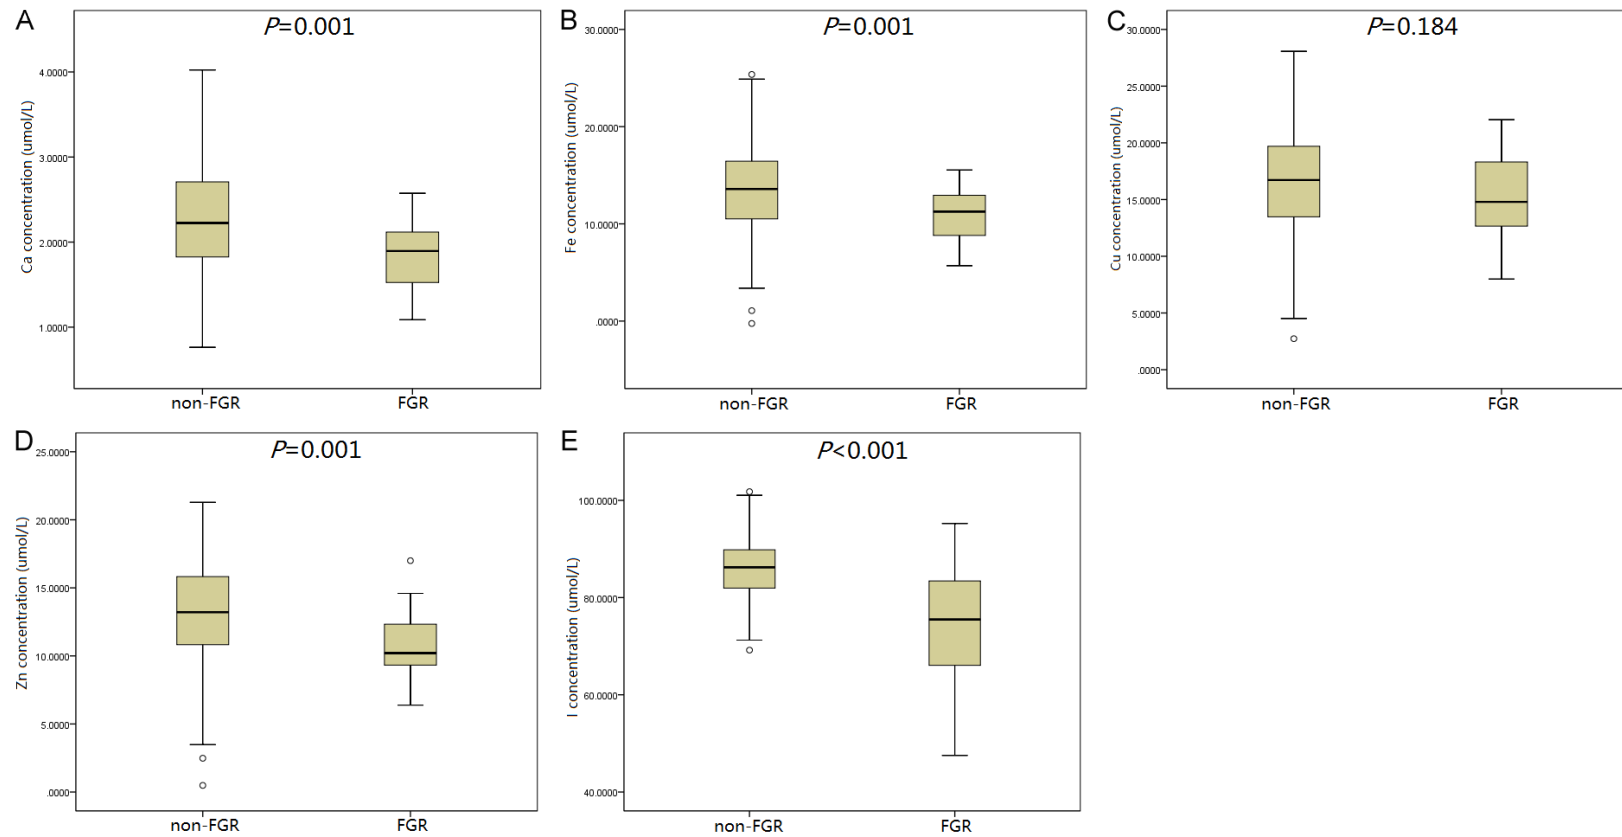 A
P=0.001
Ca concentration (umol/L)
4.0000
3.0000
2.0000
1.0000
non-FGR
FGR
B
P=0.001
Fe concentration (umol/L)
30.0000
20.0000
10.0000
.0000
non-FGR
FGR
C
P=0.184
Cu concentration (umol/L)
30.0000
25.0000
20.0000
15.0000
10.0000
5.0000
.0000
non-FGR
FGR
D
P=0.001
Zn concentration (umol/L)
25.0000
20.0000
15.0000
10.0000
5.0000
.0000
non-FGR
FGR
E
P<0.001
I concentration (umol/L)
100.0000
80.0000
60.0000
40.0000
non-FGR
FGR